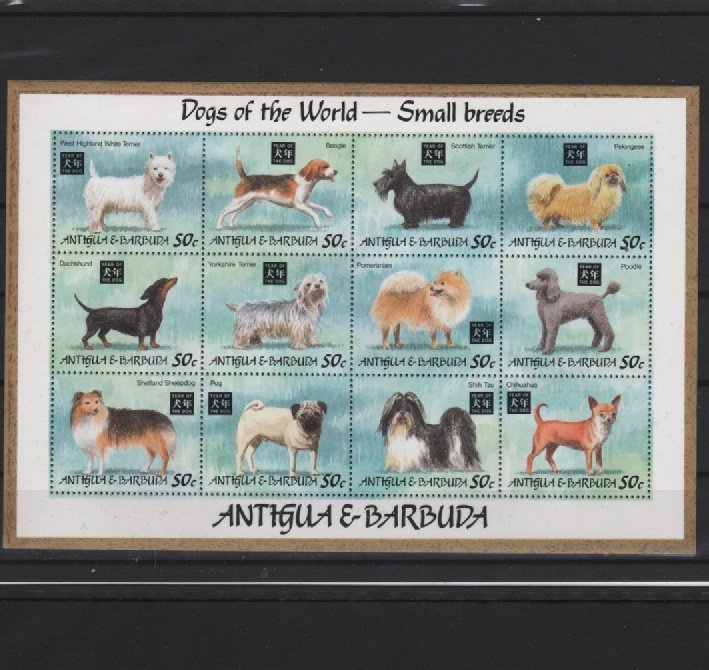 Dogs of the World — Small breeds
West Highland White Terrier
YEAR OF
犬年
THE DOG
ANTIGUA & BARBUDA 50c
Beagle
YEAR OF
犬年
THE DOG
ANTIGUA & BARBUDA 50c
Scottish Terrier
YEAR OF
犬年
THE DOG
ANTIGUA & BARBUDA 50c
Pekingese
YEAR OF
犬年
THE DOG
ANTIGUA & BARBUDA 50c
Dachshund
YEAR OF
犬年
THE DOG
ANTIGUA & BARBUDA 50c
Yorkshire Terrier
YEAR OF
犬年
THE DOG
ANTIGUA & BARBUDA 50c
Pomeranian
YEAR OF
犬年
THE DOG
ANTIGUA & BARBUDA 50c
Poodle
YEAR OF
犬年
THE DOG
ANTIGUA & BARBUDA 50c
Shetland Sheepdog
YEAR OF
犬年
THE DOG
ANTIGUA & BARBUDA 50c
Pug
YEAR OF
犬年
THE DOG
ANTIGUA & BARBUDA 50c
Shih Tzu
YEAR OF
犬年
THE DOG
ANTIGUA & BARBUDA 50c
Chihuahua
YEAR OF
犬年
THE DOG
ANTIGUA & BARBUDA 50c
ANTIGUA & BARBUDA